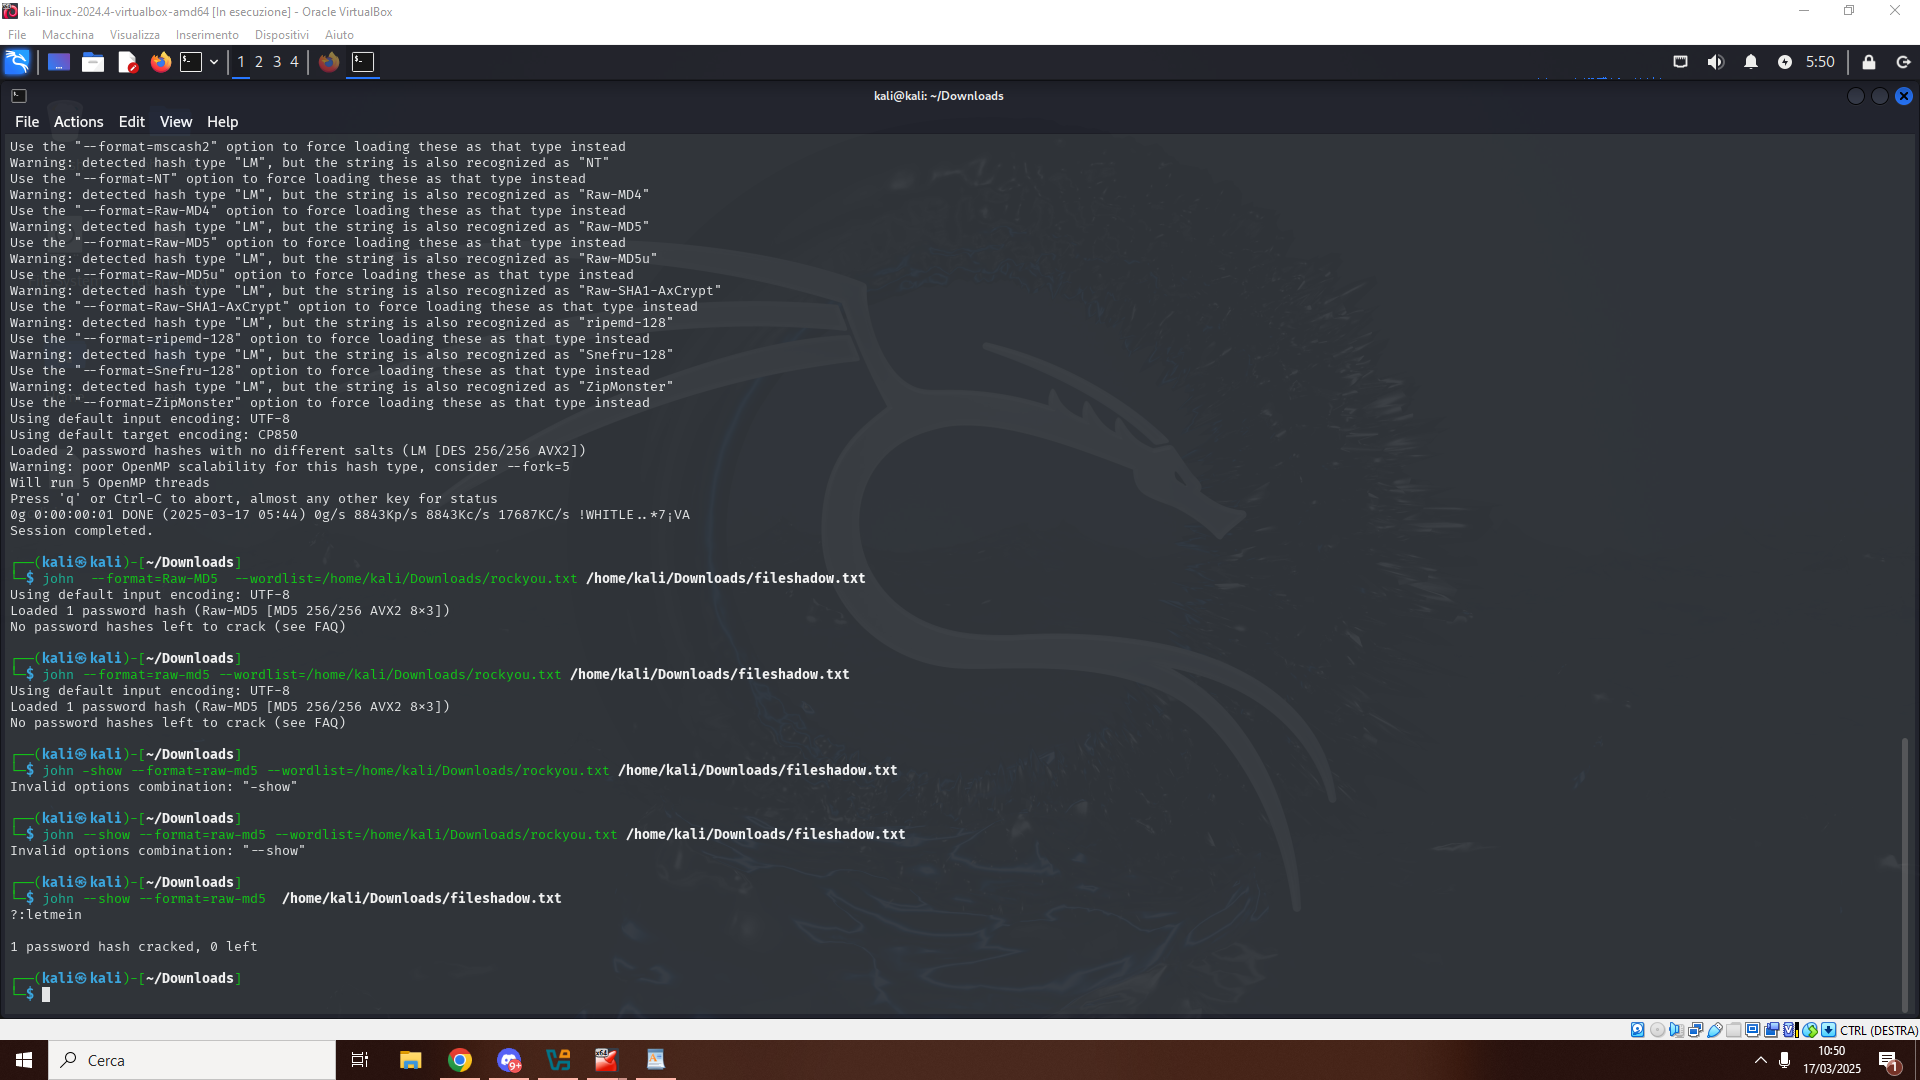 kali-linux-2024.4-virtualbox-amd64 [In esecuzione] - Oracle VirtualBox
File Macchina Visualizza Inserimento Dispositivi Aiuto
1 2 3 4 5:50
kali@kali: ~/Downloads
File Actions Edit View Help
Use the "--format=mscash2" option to force loading these as that type instead
Warning: detected hash type "LM", but the string is also recognized as "NT"
Use the "--format=NT" option to force loading these as that type instead
Warning: detected hash type "LM", but the string is also recognized as "Raw-MD4"
Use the "--format=Raw-MD4" option to force loading these as that type instead
Warning: detected hash type "LM", but the string is also recognized as "Raw-MD5"
Use the "--format=Raw-MD5" option to force loading these as that type instead
Warning: detected hash type "LM", but the string is also recognized as "Raw-MD5u"
Use the "--format=Raw-MD5u" option to force loading these as that type instead
Warning: detected hash type "LM", but the string is also recognized as "Raw-SHA1-AxCrypt"
Use the "--format=Raw-SHA1-AxCrypt" option to force loading these as that type instead
Warning: detected hash type "LM", but the string is also recognized as "ripemd-128"
Use the "--format=ripemd-128" option to force loading these as that type instead
Warning: detected hash type "LM", but the string is also recognized as "Snefru-128"
Use the "--format=Snefru-128" option to force loading these as that type instead
Warning: detected hash type "LM", but the string is also recognized as "ZipMonster"
Use the "--format=ZipMonster" option to force loading these as that type instead
Using default input encoding: UTF-8
Using default target encoding: CP850
Loaded 2 password hashes with no different salts (LM [DES 256/256 AVX2])
Warning: poor OpenMP scalability for this hash type, consider --fork=5
Will run 5 OpenMP threads
Press 'q' or Ctrl-C to abort, almost any other key for status
0g 0:00:00:01 DONE (2025-03-17 05:44) 0g/s 8843Kp/s 8843Kc/s 17687KC/s !WHITLE..*7¡VA
Session completed.
┌──(kali㉿kali)-[~/Downloads]
└─$ john  --format=Raw-MD5  --wordlist=/home/kali/Downloads/rockyou.txt /home/kali/Downloads/fileshadow.txt
Using default input encoding: UTF-8
Loaded 1 password hash (Raw-MD5 [MD5 256/256 AVX2 8×3])
No password hashes left to crack (see FAQ)
┌──(kali㉿kali)-[~/Downloads]
└─$ john --format=raw-md5 --wordlist=/home/kali/Downloads/rockyou.txt /home/kali/Downloads/fileshadow.txt
Using default input encoding: UTF-8
Loaded 1 password hash (Raw-MD5 [MD5 256/256 AVX2 8×3])
No password hashes left to crack (see FAQ)
┌──(kali㉿kali)-[~/Downloads]
└─$ john -show --format=raw-md5 --wordlist=/home/kali/Downloads/rockyou.txt /home/kali/Downloads/fileshadow.txt
Invalid options combination: "-show"
┌──(kali㉿kali)-[~/Downloads]
└─$ john --show --format=raw-md5 --wordlist=/home/kali/Downloads/rockyou.txt /home/kali/Downloads/fileshadow.txt
Invalid options combination: "--show"
┌──(kali㉿kali)-[~/Downloads]
└─$ john --show --format=raw-md5  /home/kali/Downloads/fileshadow.txt
?:letmein
1 password hash cracked, 0 left
┌──(kali㉿kali)-[~/Downloads]
└─$
CTRL (DESTRA)
Cerca
9+
x64
10:50
17/03/2025
1